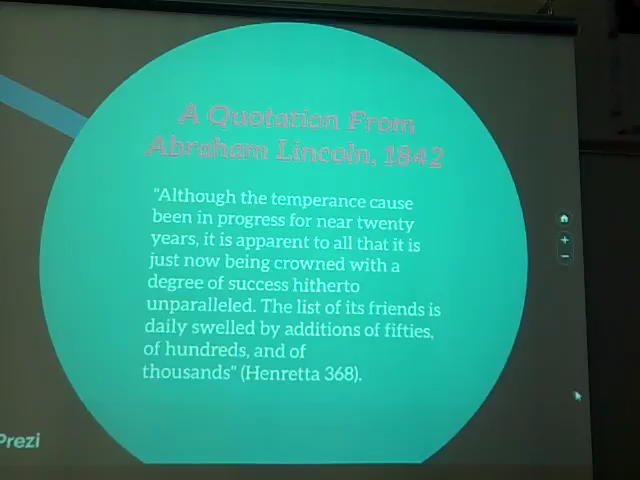 A Quotation From
Abraham Lincoln, 1842
"Although the temperance cause
been in progress for near twenty
years, it is apparent to all that it is
just now being crowned with a
degree of success hitherto
unparalleled. The list of its friends is
daily swelled by additions of fifties,
of hundreds, and of
thousands" (Henretta 368).
Prezi